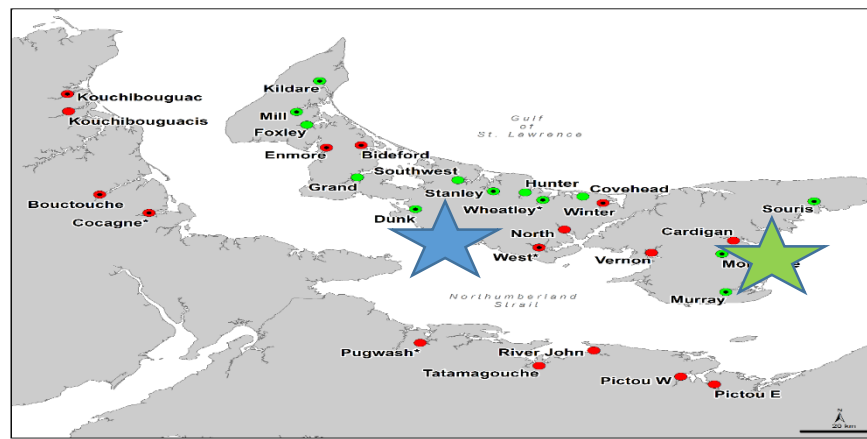 Kildare
Kouchibouguac
Mill
Kouchibouguacis
Foxley
Gulf
of
St. Lawrence
Enmore
Bideford
Southwest
Grand
Stanley
Hunter
Covehead
Bouctouche
Wheatley*
Winter
Souris
Cocagne*
Dunk
North
Cardigan
West*
Vernon
Murray
Northumberland
Strait
Pugwash*
River John
Tatamagouche
Pictou W
Pictou E
N
20 km